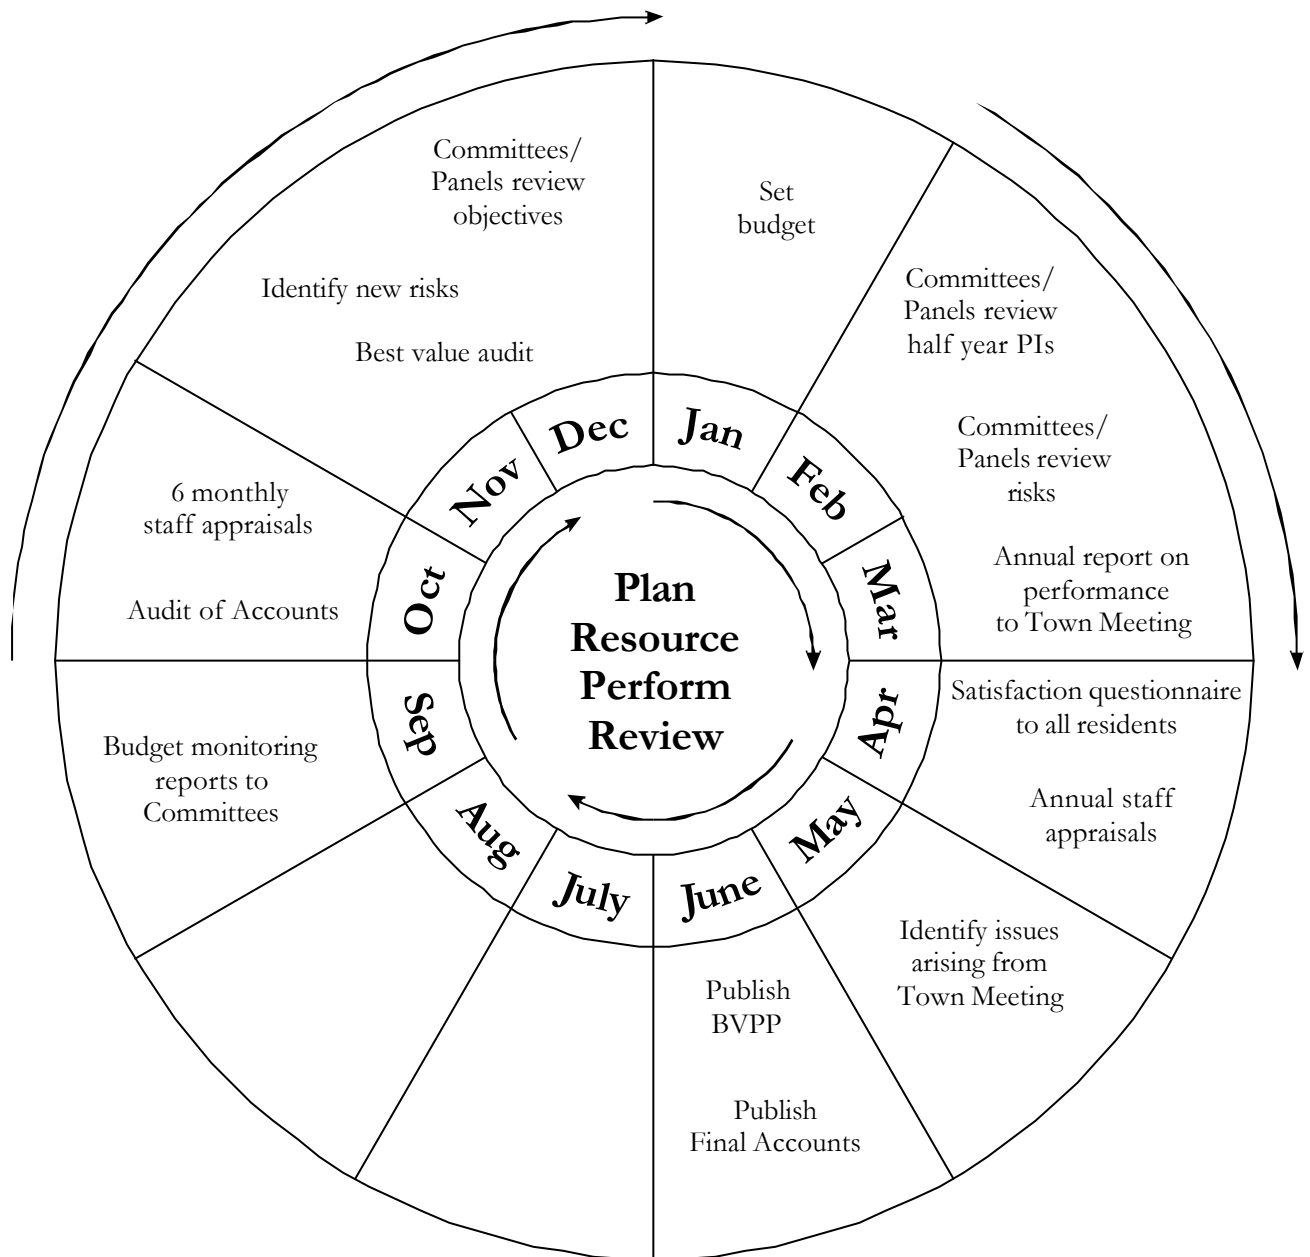 Committees/
Panels review
objectives
Identify new risks
Best value audit
Set
budget
Committees/
Panels review
half year PIs
Committees/
Panels review
risks
Annual report on
performance
to Town Meeting
Satisfaction questionnaire
to all residents
Annual staff
appraisals
Identify issues
arising from
Town Meeting
Publish
BVPP
Publish
Final Accounts
Budget monitoring
reports to
Committees
6 monthly
staff appraisals
Audit of Accounts
Jan
Feb
Mar
Apr
May
June
July
Aug
Sep
Oct
Nov
Dec
Plan
Resource
Perform
Review